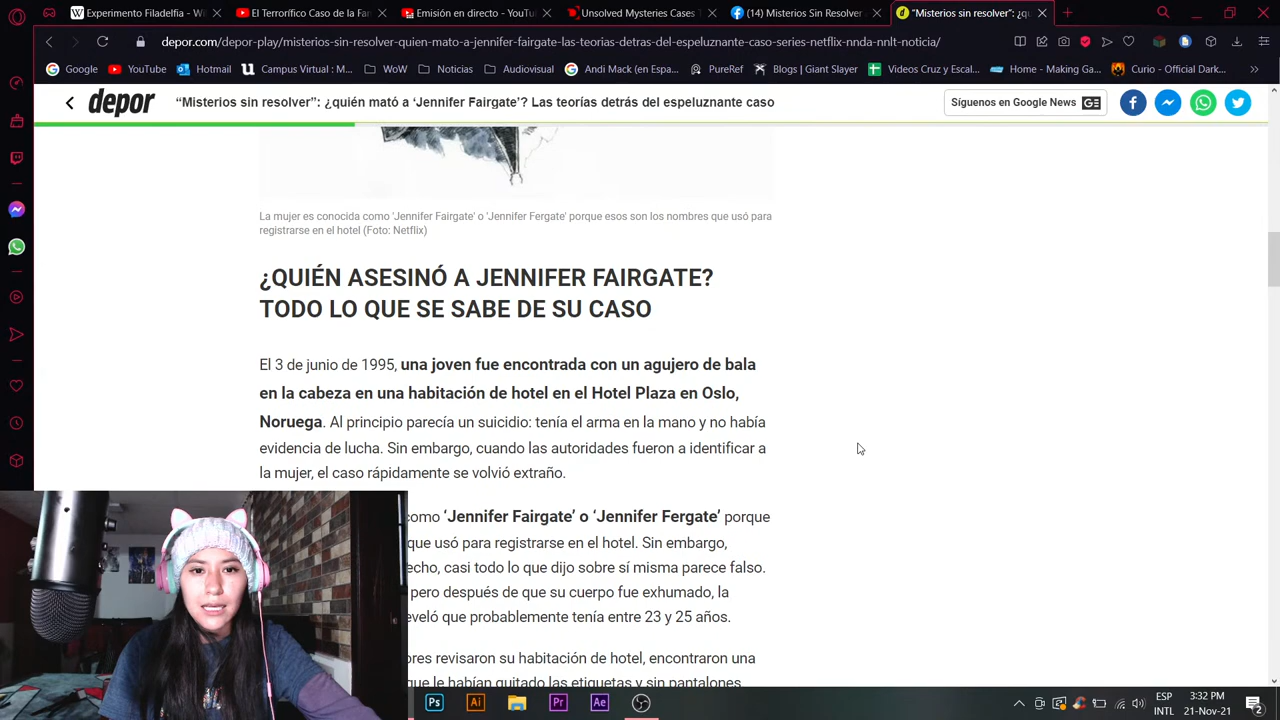 Experimento Filadelfia - Wi
El Terrorífico Caso de la Fan
Emisión en directo - YouTu
Unsolved Mysteries Cases T
(14) Misterios Sin Resolver
"Misterios sin resolver": ¿qu
depor.com/depor-play/misterios-sin-resolver-quien-mato-a-jennifer-fairgate-las-teorias-detras-del-espeluznante-caso-series-netflix-nnda-nnlt-noticia/
Google
YouTube
Hotmail
Campus Virtual : M...
WoW
Noticias
Audiovisual
Andi Mack (en Espa...
PureRef
Blogs | Giant Slayer
Videos Cruz y Escal...
Home - Making Ga...
Curio - Official Dark...
depor
“Misterios sin resolver”: ¿quién mató a ‘Jennifer Fairgate’? Las teorías detrás del espeluznante caso
Síguenos en Google News
La mujer es conocida como 'Jennifer Fairgate' o 'Jennifer Fergate' porque esos son los nombres que usó para
registrarse en el hotel (Foto: Netflix)
¿QUIÉN ASESINÓ A JENNIFER FAIRGATE?
TODO LO QUE SE SABE DE SU CASO
El 3 de junio de 1995, una joven fue encontrada con un agujero de bala
en la cabeza en una habitación de hotel en el Hotel Plaza en Oslo,
Noruega. Al principio parecía un suicidio: tenía el arma en la mano y no había
evidencia de lucha. Sin embargo, cuando las autoridades fueron a identificar a
la mujer, el caso rápidamente se volvió extraño.
como ‘Jennifer Fairgate’ o ‘Jennifer Fergate’ porque
que usó para registrarse en el hotel. Sin embargo,
echo, casi todo lo que dijo sobre sí misma parece falso.
pero después de que su cuerpo fue exhumado, la
eveló que probablemente tenía entre 23 y 25 años.
ores revisaron su habitación de hotel, encontraron una
que le habían quitado las etiquetas y sin pantalones
Ps
Ai
Pr
Ae
ESP
INTL
3:32 PM
21-Nov-21
2